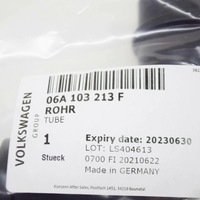 VOLKSWAGEN
GROUP
06A 103 213 F
ROHR
TUBE
1
Stueck
Expiry date: 20230630
LOT: LS404613
0700 FI 20210622
Made in GERMANY